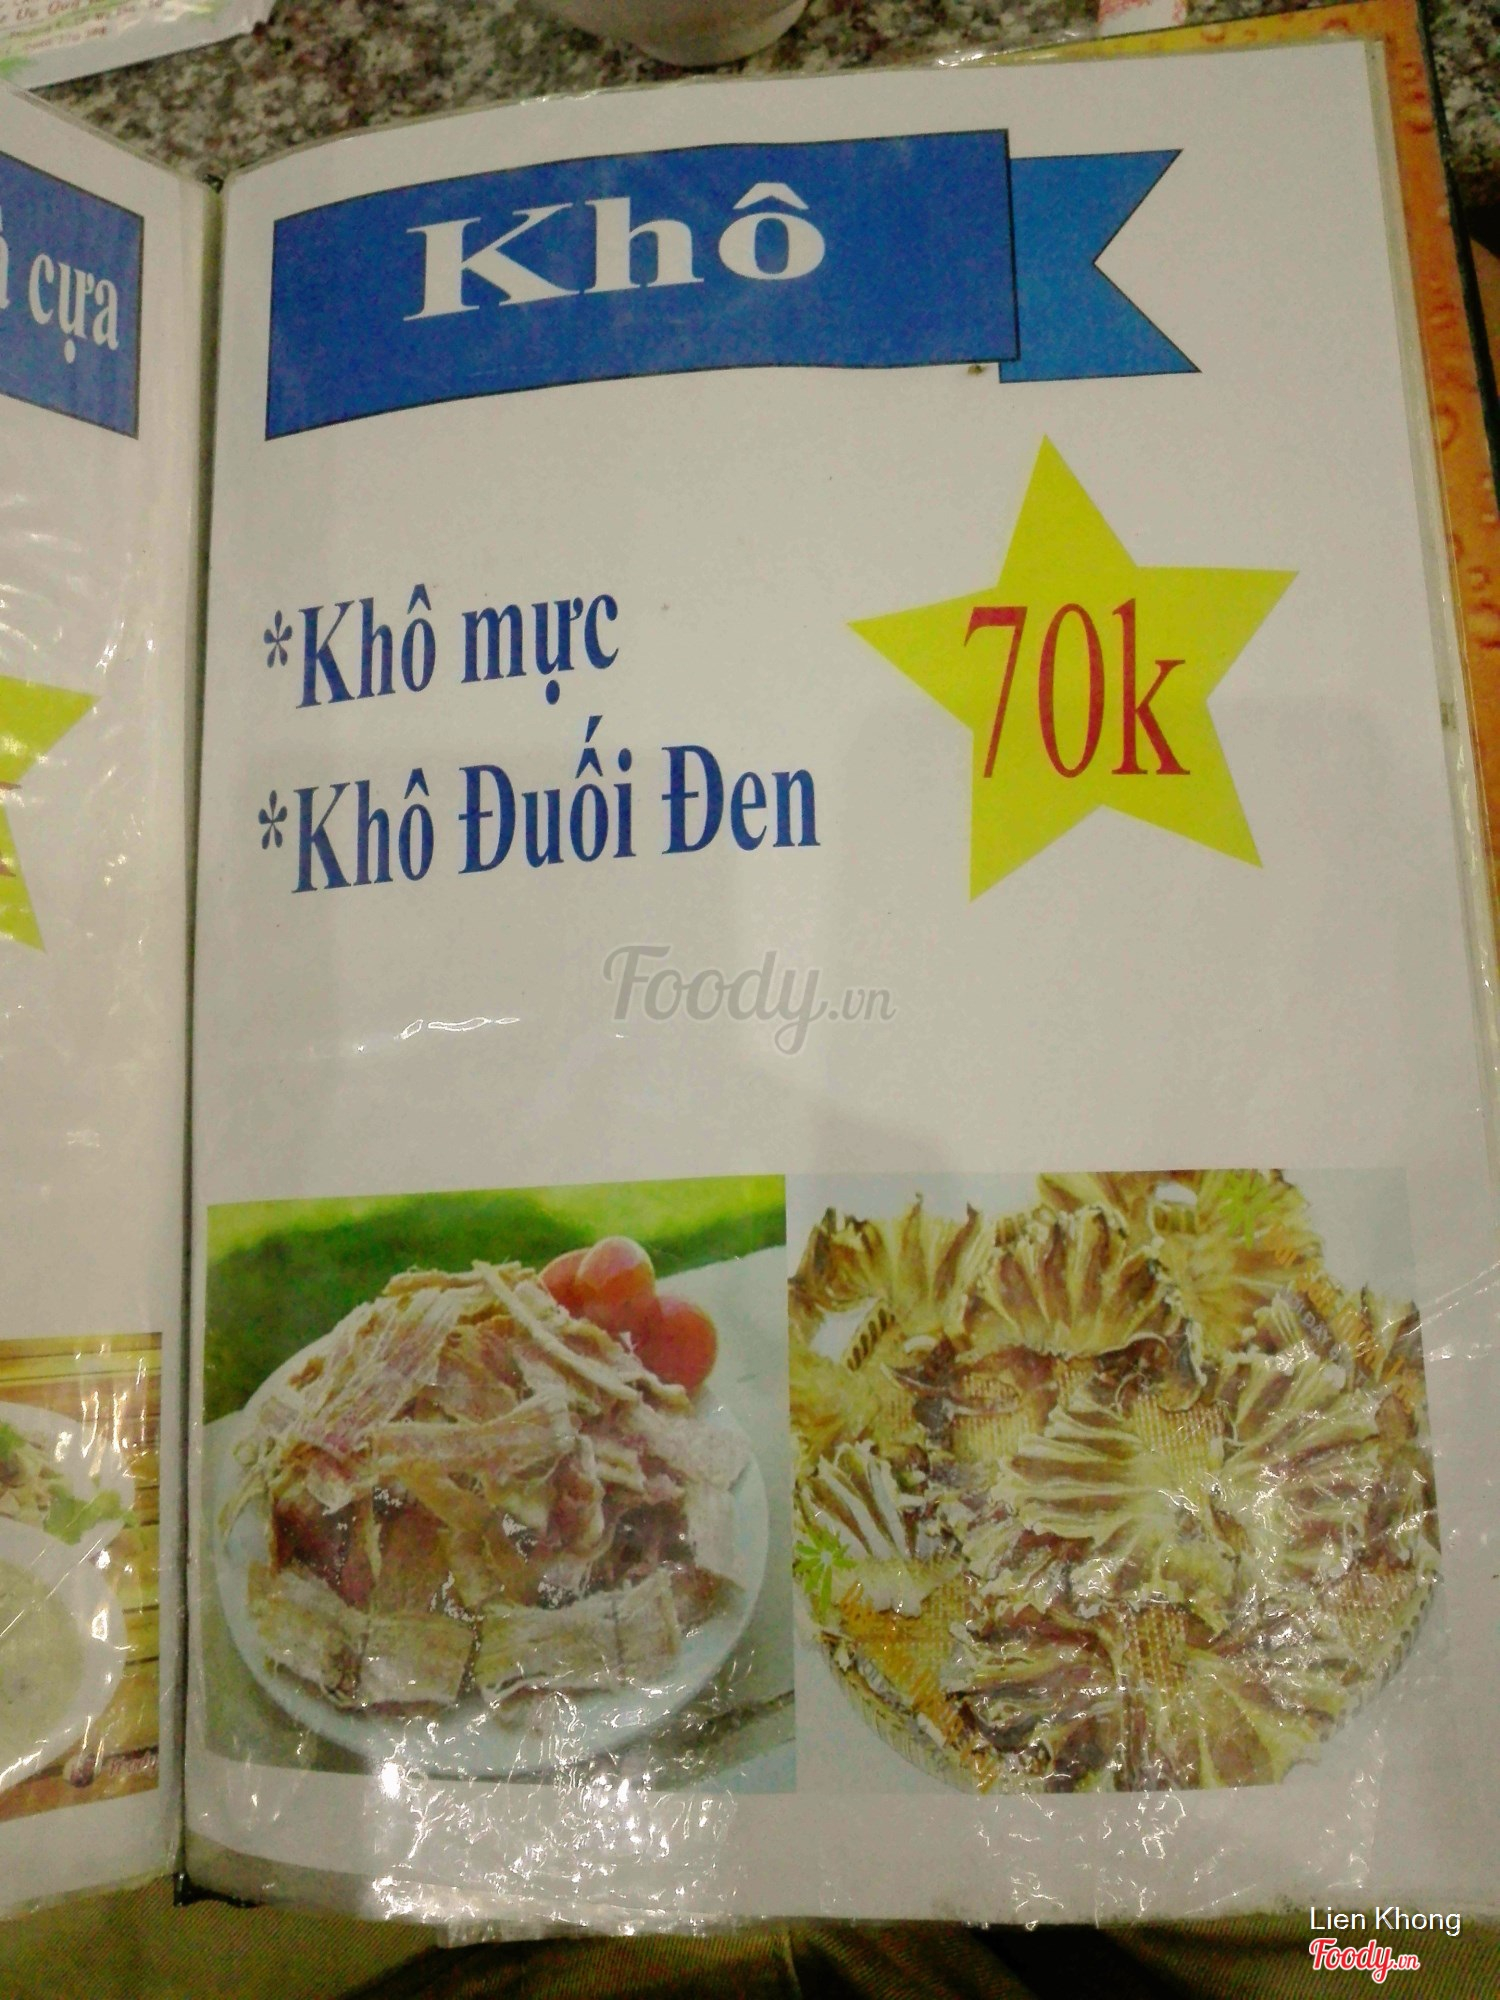 cựa
Khô
*Khô mực
*Khô Đuối Đen
70k
Foody.vn
Lien Khong
Foody.vn